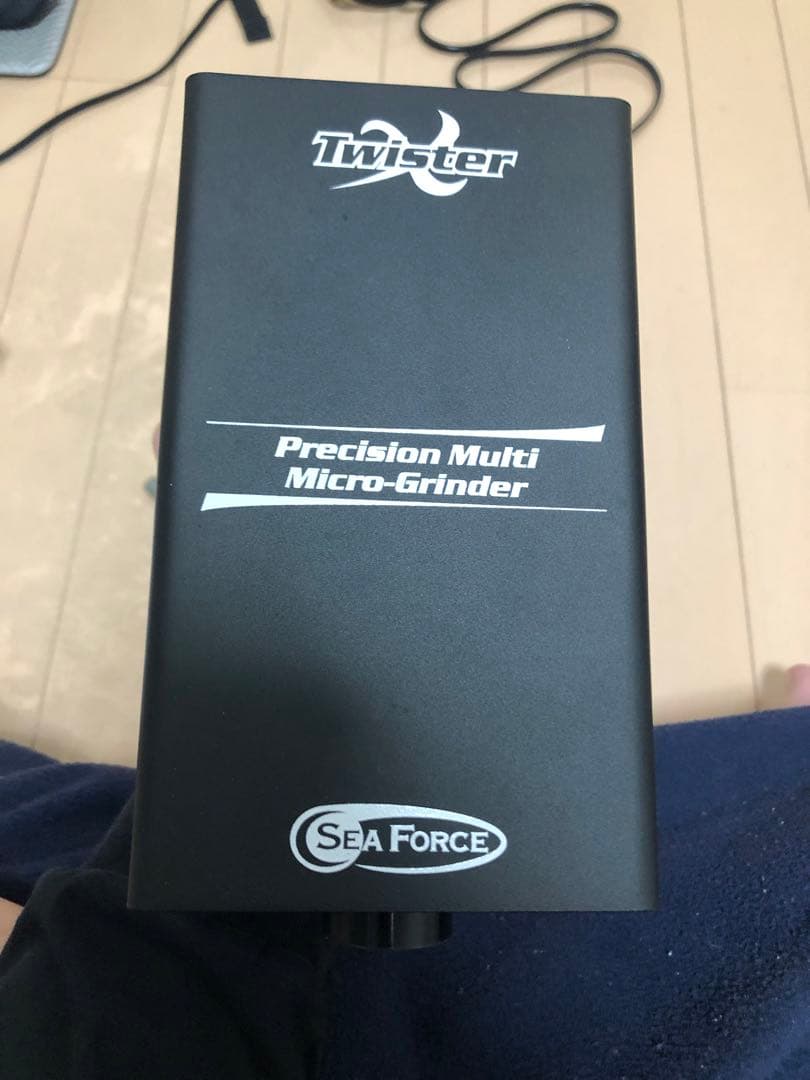 Twister
Precision Multi
Micro-Grinder
SEA FORCE